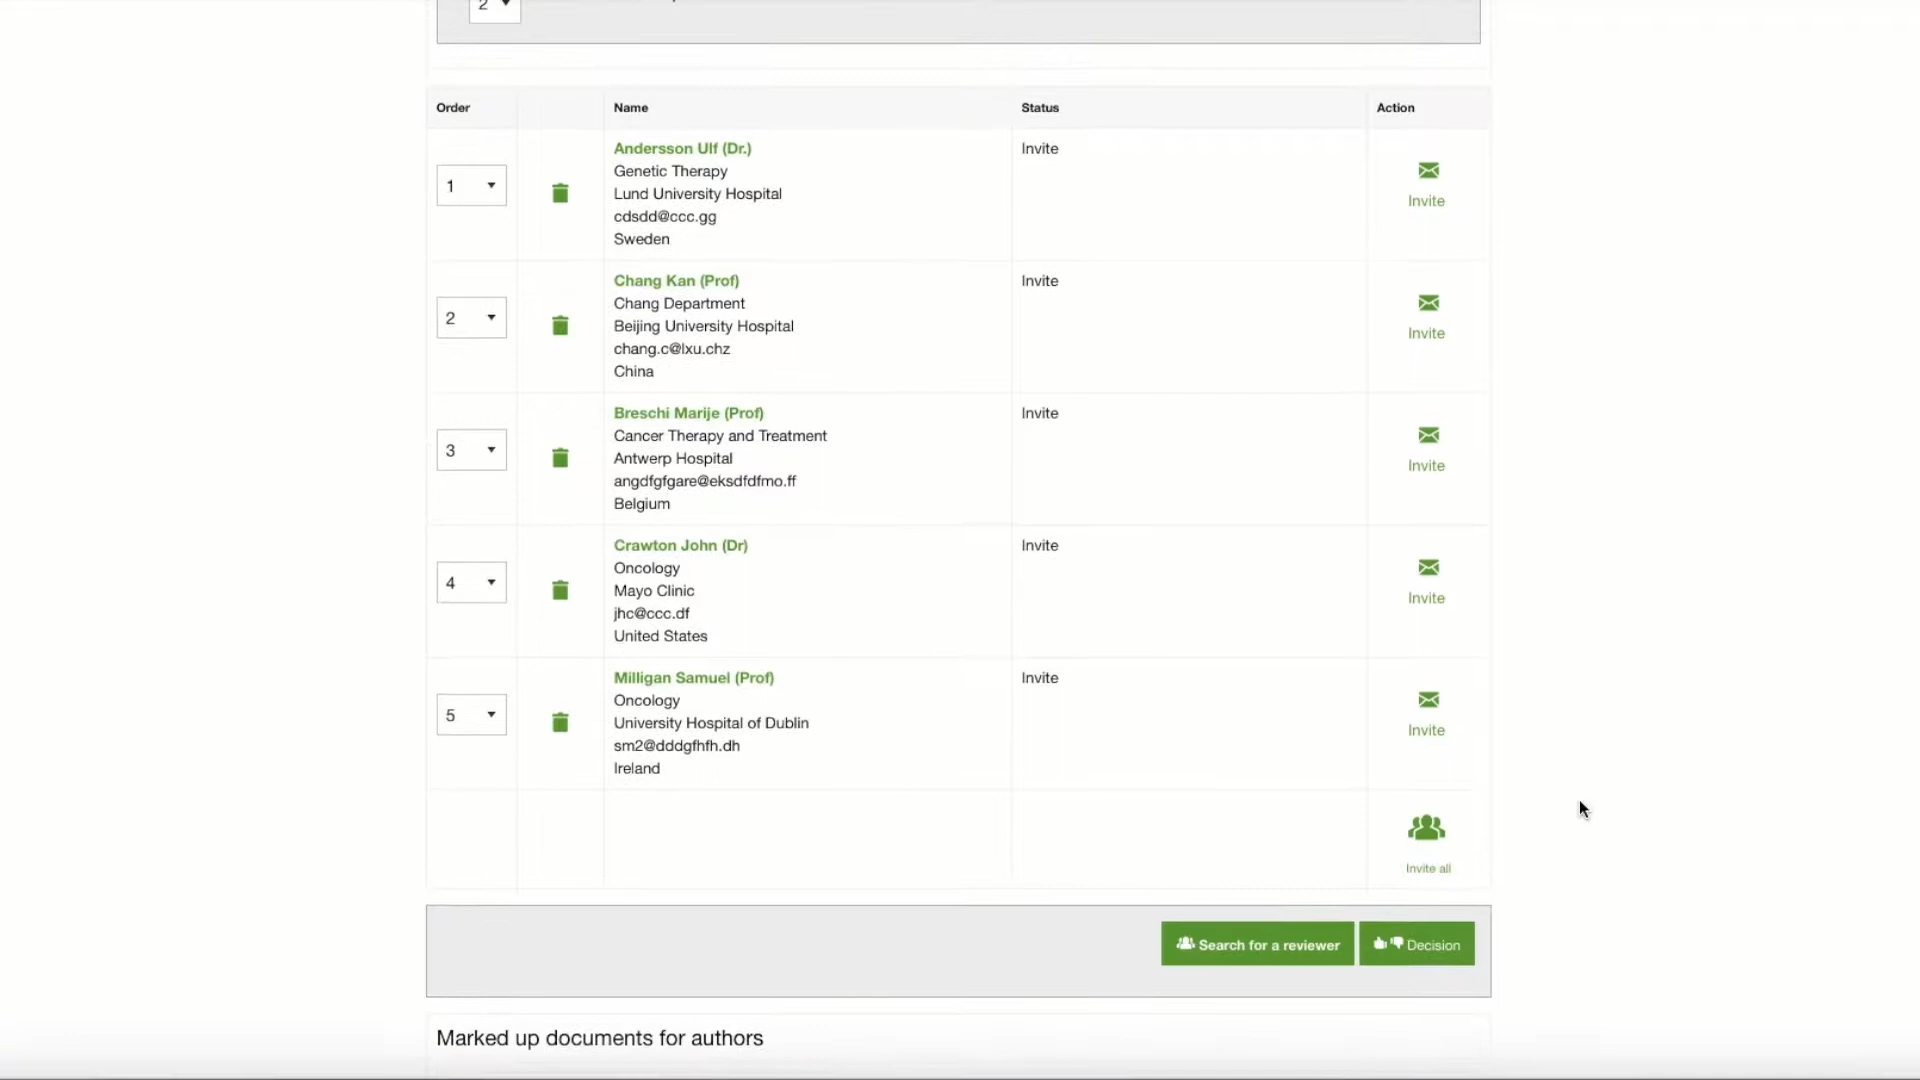 2
Order Name Status Action
1
Andersson Ulf (Dr.)
Genetic Therapy
Lund University Hospital
cdsdd@ccc.gg
Sweden
Invite
Invite
2
Chang Kan (Prof)
Chang Department
Beijing University Hospital
chang.c@lxu.chz
China
Invite
Invite
3
Breschi Marije (Prof)
Cancer Therapy and Treatment
Antwerp Hospital
angdfgfgare@eksdfdfmo.ff
Belgium
Invite
Invite
4
Crawton John (Dr)
Oncology
Mayo Clinic
jhc@ccc.df
United States
Invite
Invite
5
Milligan Samuel (Prof)
Oncology
University Hospital of Dublin
sm2@dddgfhfh.dh
Ireland
Invite
Invite
Invite all
Search for a reviewer Decision
Marked up documents for authors